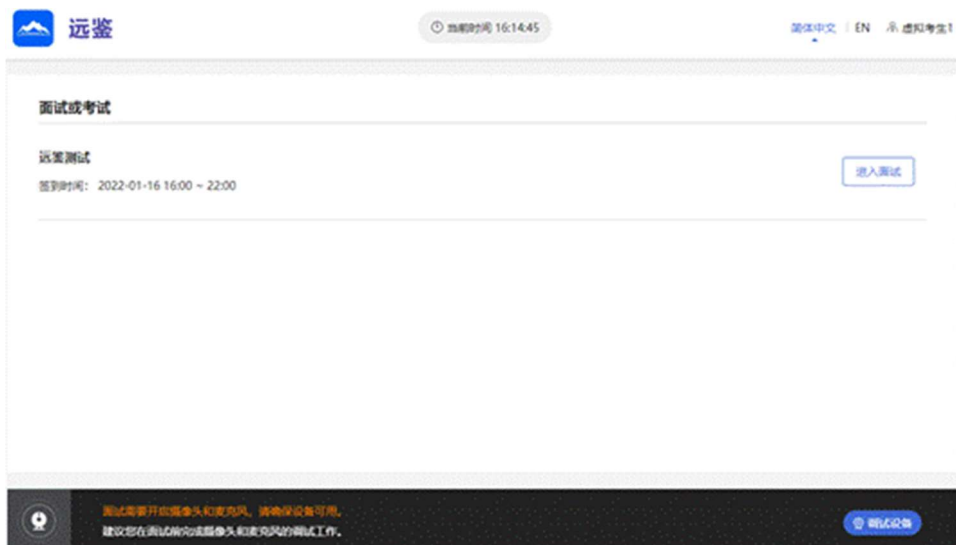 远鉴
当前时间 16:14:45
简体中文 EN 虚拟考生1
面试或考试
远鉴测试
签到时间： 2022-01-16 16:00 ~ 22:00
进入面试
面试需要开启摄像头和麦克风，请确保设备可用。
建议您在面试前完成摄像头和麦克风的调试工作。
调试设备